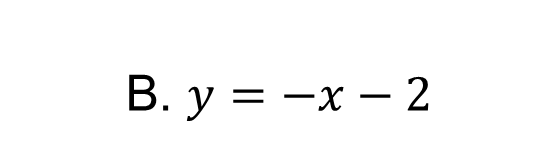 B. y = −x − 2